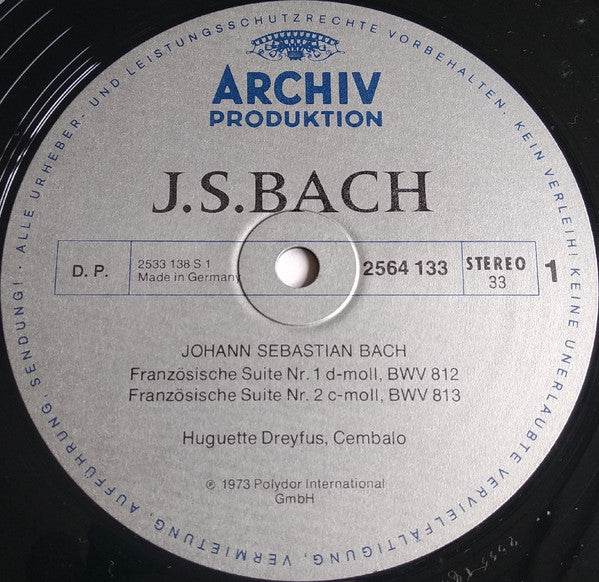 · ALLE URHEBER- UND LEISTUNGSSCHUTZRECHTE VORBEHALTEN. KEIN VERLEIH! KEINE UNERLAUBTE VERVIELFÄLTIGUNG, VERMIETUNG, AUFFÜHRUNG, SENDUNG!
ARCHIV
PRODUKTION
J.S.BACH
D. P.
2533 138 S 1
Made in Germany
2564 133
STEREO
33
1
JOHANN SEBASTIAN BACH
Französische Suite Nr. 1 d-moll, BWV 812
Französische Suite Nr. 2 c-moll, BWV 813
Huguette Dreyfus, Cembalo
℗ 1973 Polydor International
GmbH